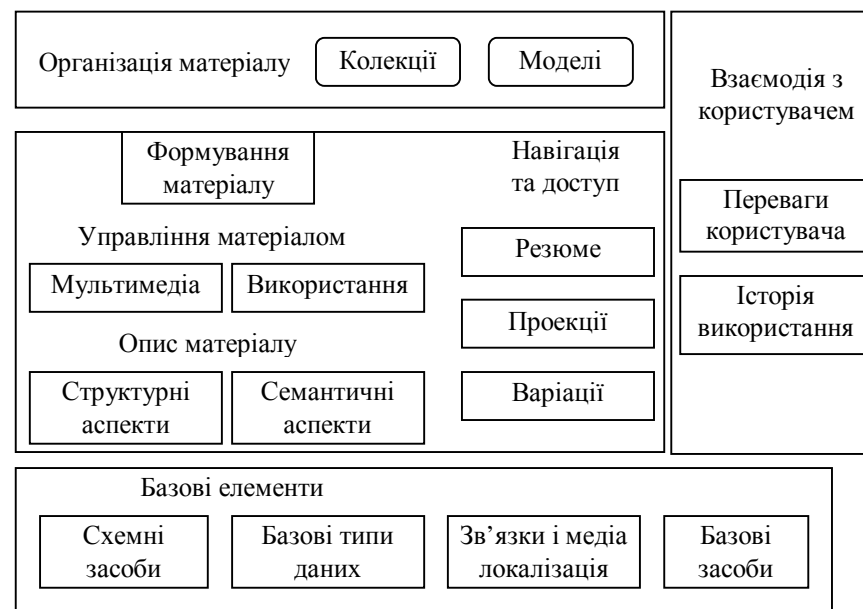 Організація матеріалу
Колекції
Моделі
Взаємодія з
користувачем
Переваги
користувача
Історія
використання
Формування
матеріалу
Навігація
та доступ
Управління матеріалом
Мультимедіа
Використання
Резюме
Проекції
Варіації
Опис матеріалу
Структурні
аспекти
Семантичні
аспекти
Базові елементи
Схемні
засоби
Базові типи
даних
Зв’язки і медіа
локалізація
Базові
засоби